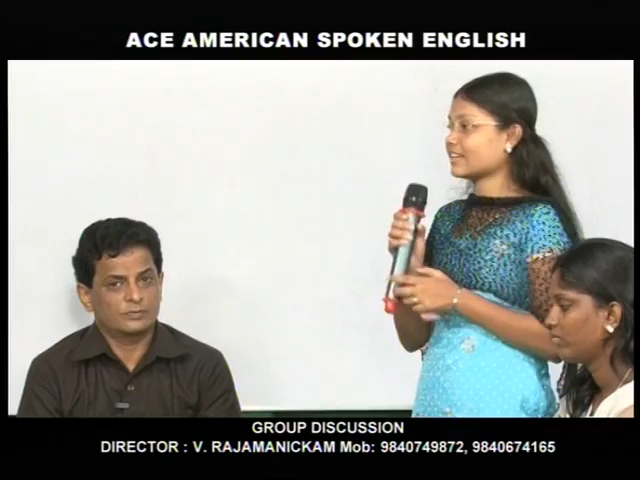 ACE AMERICAN SPOKEN ENGLISH
GROUP DISCUSSION
DIRECTOR : V. RAJAMANICKAM Mob: 9840749872, 9840674165